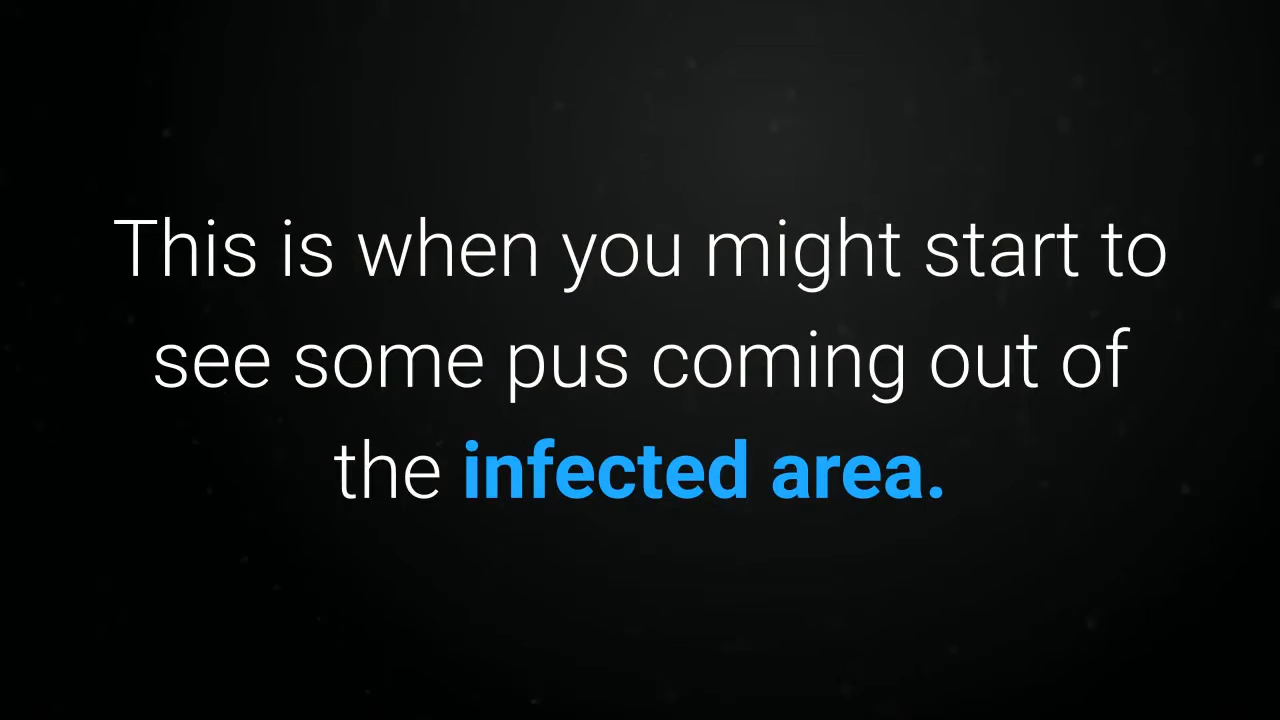 This is when you might start to
see some pus coming out of
the infected area.